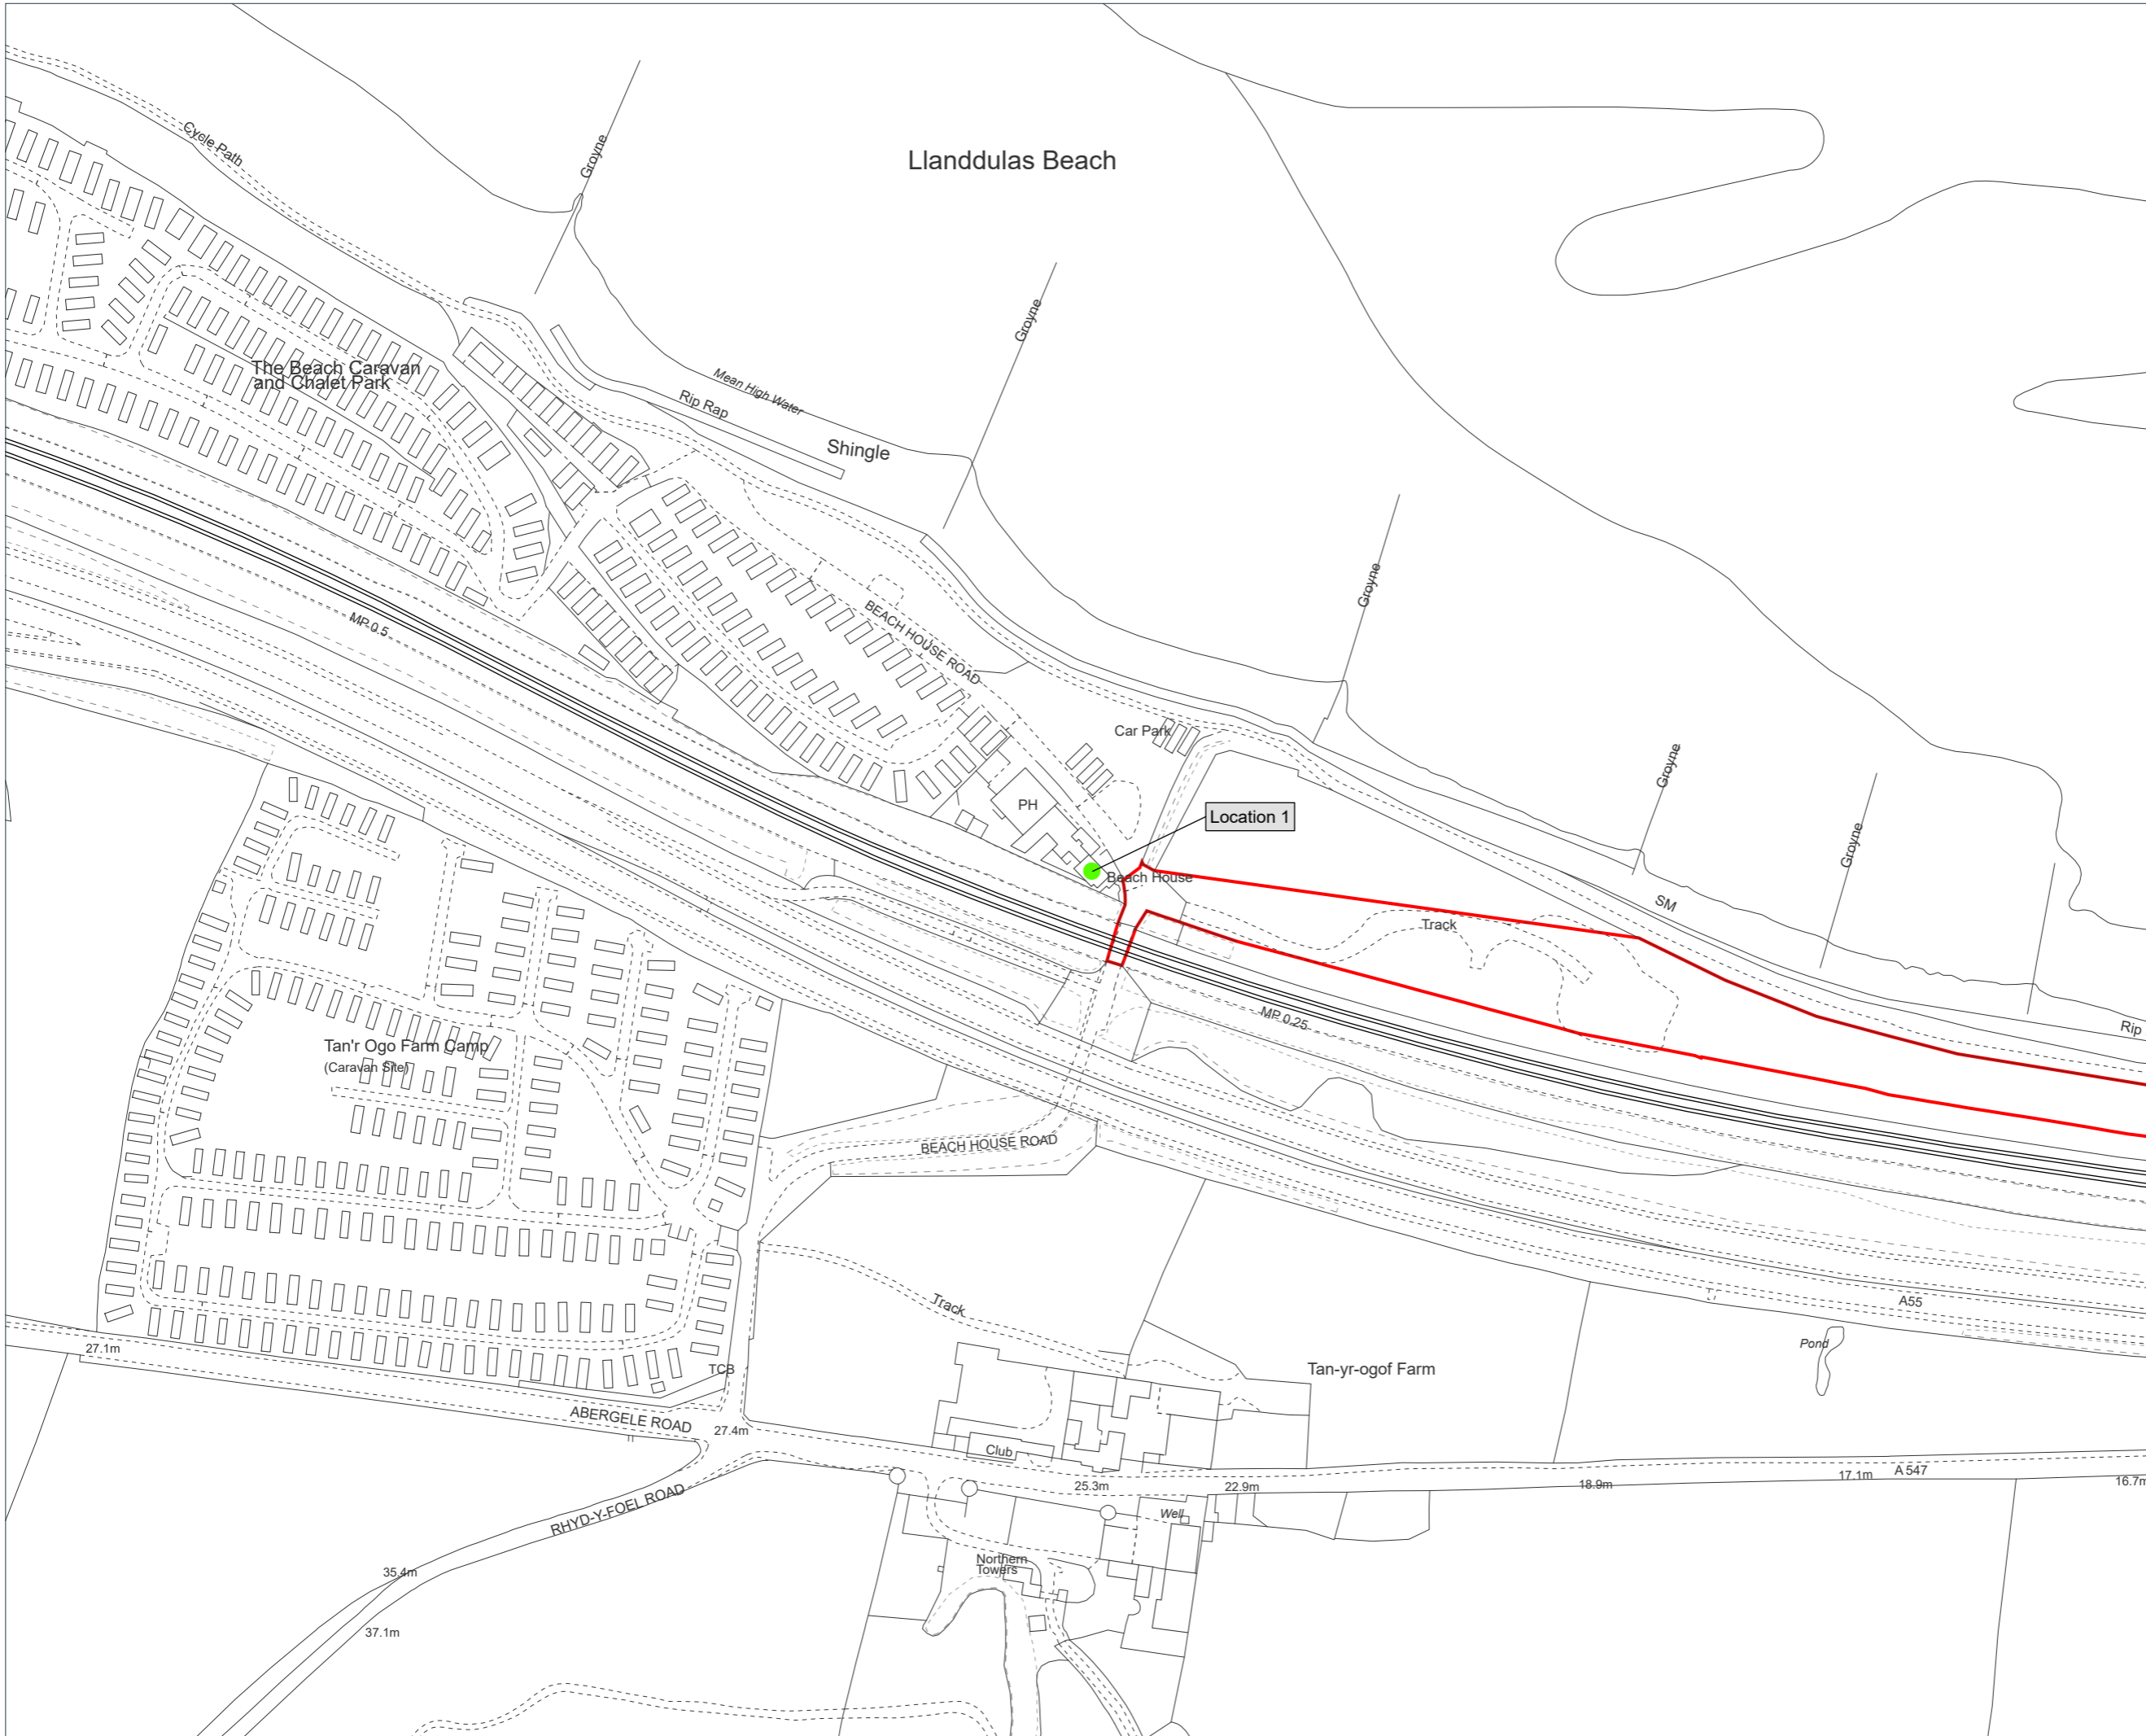 Llanddulas Beach
Cycle Path
Groyne
Groyne
The Beach Caravan
and Chalet Park
Mean High Water
Rip Rap
Shingle
Groyne
BEACH HOUSE ROAD
MP 0.5
Car Park
Groyne
PH
Location 1
Groyne
Beach House
SM
Track
MP 0.25
Rip
Tan'r Ogo Farm Camp
(Caravan Site)
BEACH HOUSE ROAD
Track
A55
Pond
27.1m
TCB
Tan-yr-ogof Farm
ABERGELE ROAD
27.4m
Club
25.3m
22.9m
18.9m
17.1m
A 547
16.7m
RHYD-Y-FOEL ROAD
Well
Northern
Towers
35.4m
37.1m